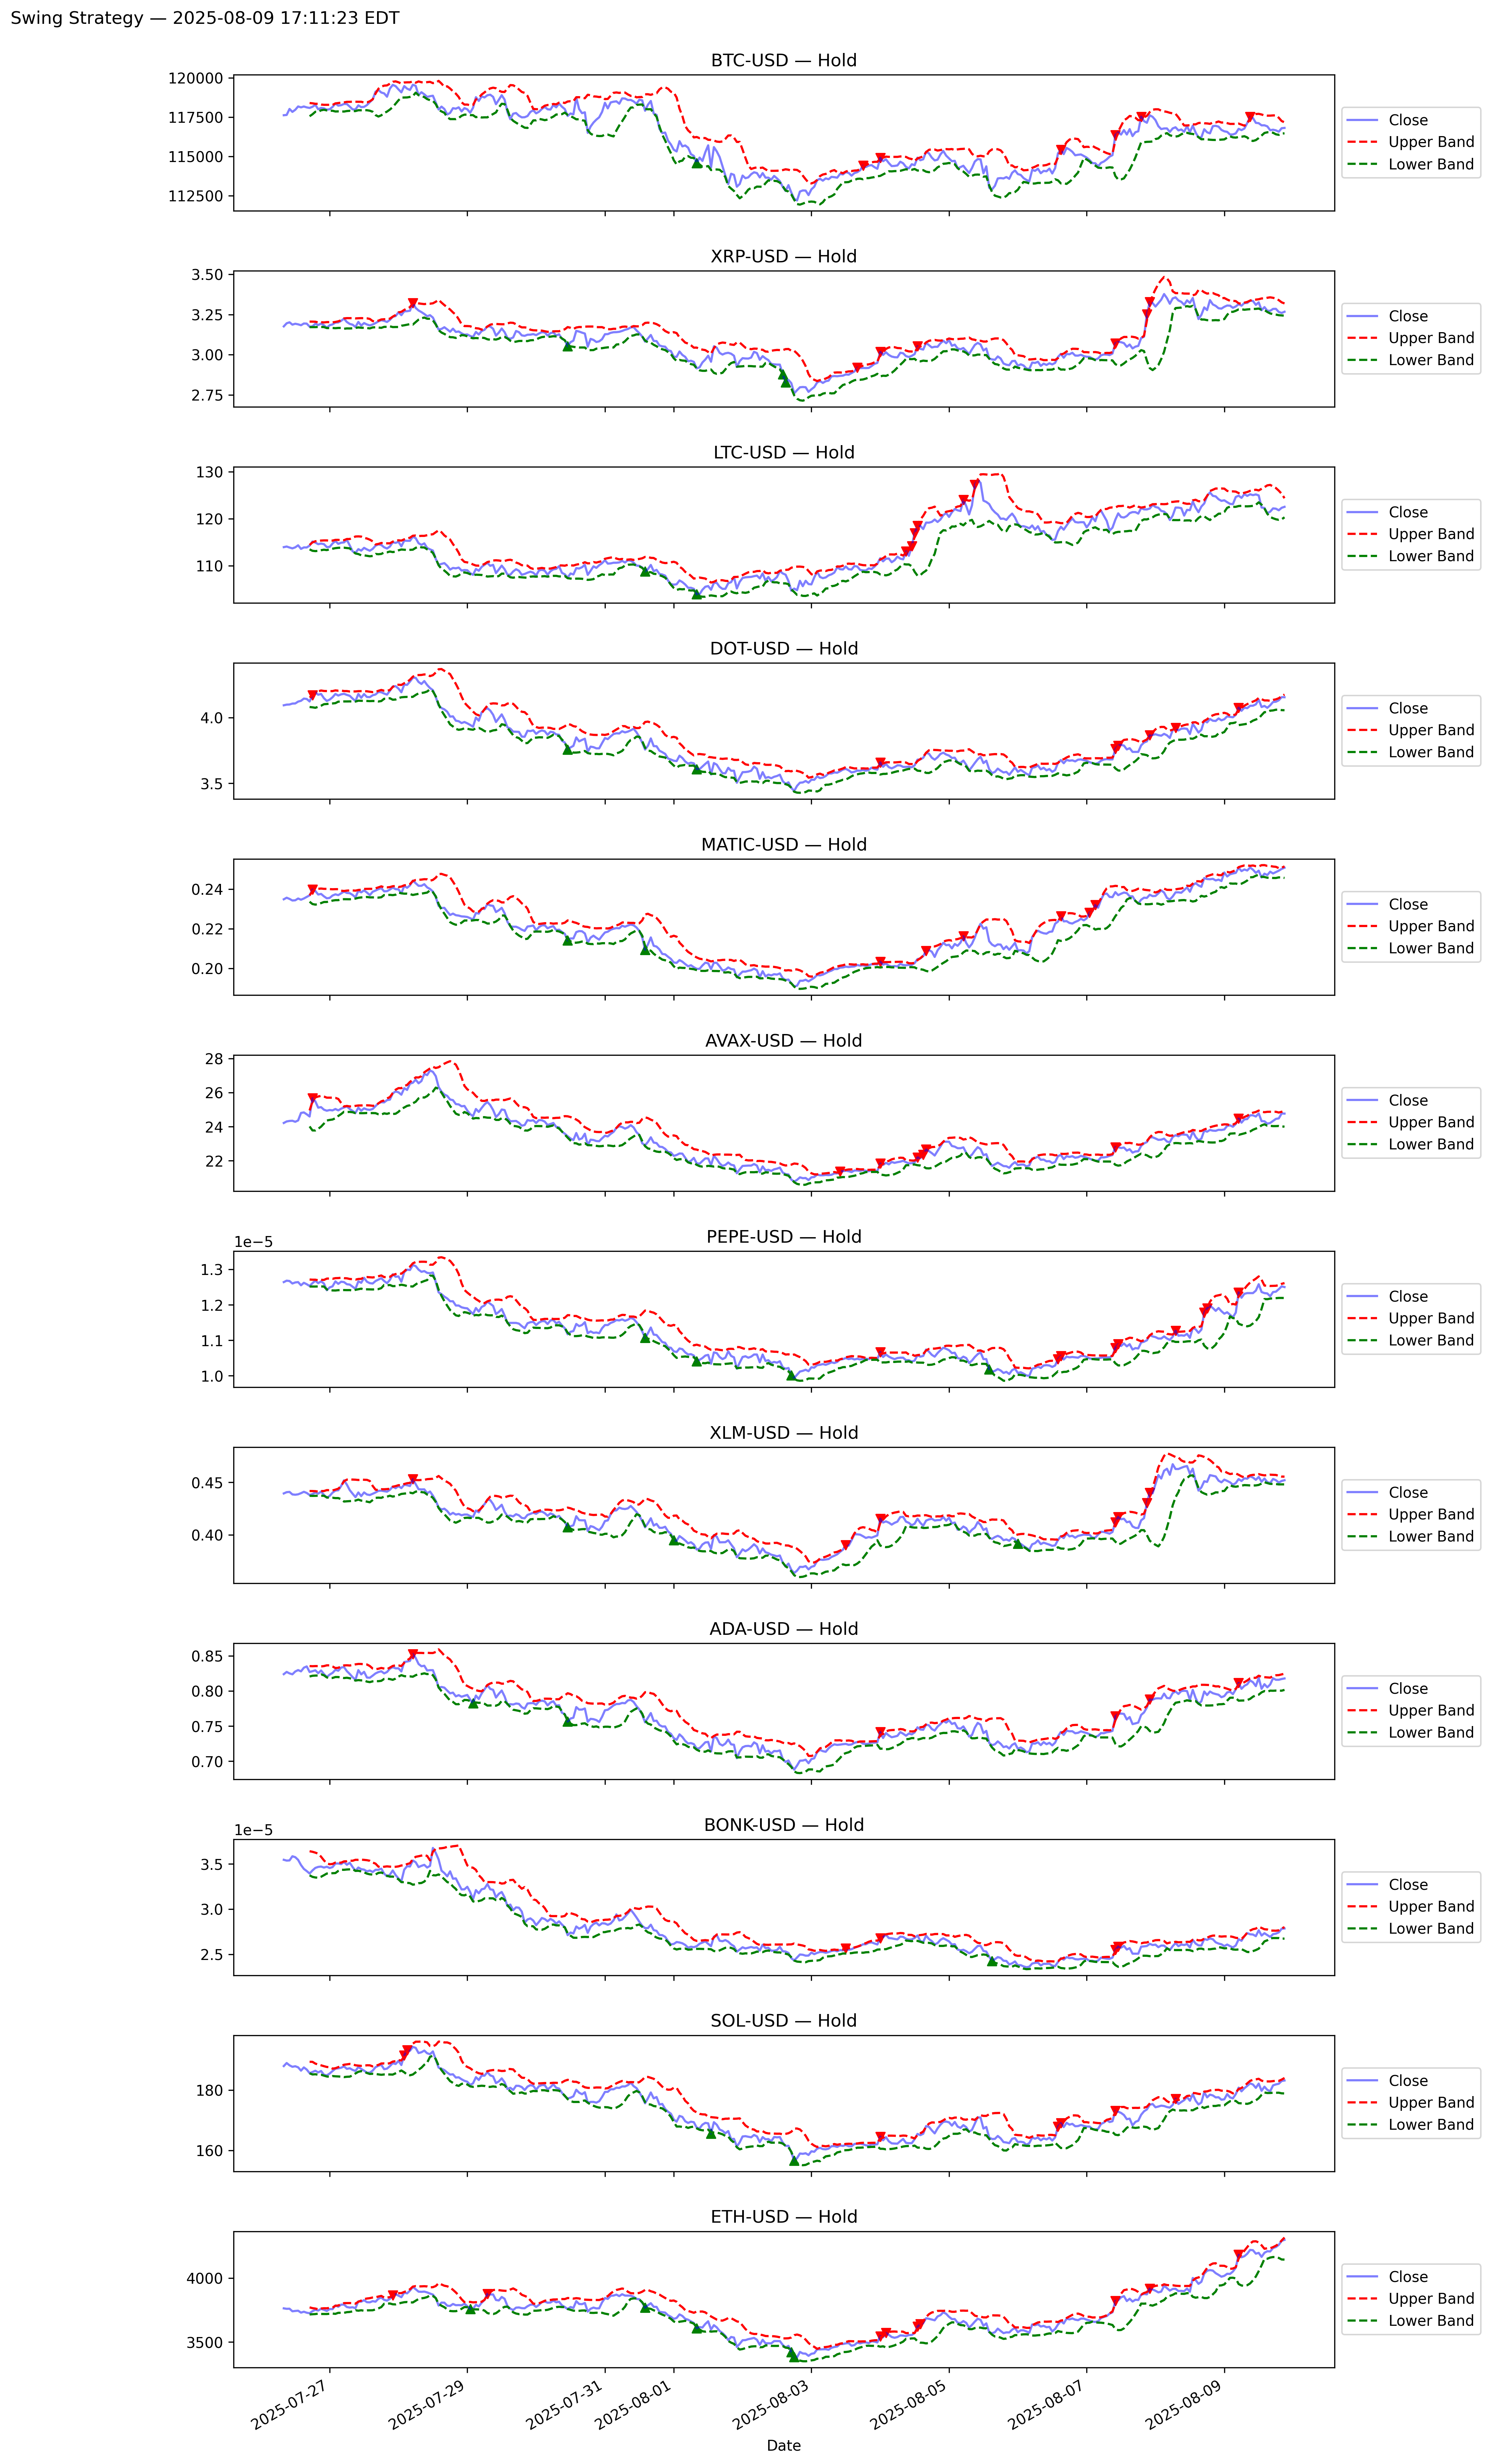 Swing Strategy — 2025-08-09 17:11:23 EDT
BTC-USD — Hold
120000
117500
115000
112500
Close
Upper Band
Lower Band
XRP-USD — Hold
3.50
3.25
3.00
2.75
Close
Upper Band
Lower Band
LTC-USD — Hold
130
120
110
Close
Upper Band
Lower Band
DOT-USD — Hold
4.0
3.5
Close
Upper Band
Lower Band
MATIC-USD — Hold
0.24
0.22
0.20
Close
Upper Band
Lower Band
AVAX-USD — Hold
28
26
24
22
Close
Upper Band
Lower Band
PEPE-USD — Hold
1e−5
1.3
1.2
1.1
1.0
Close
Upper Band
Lower Band
XLM-USD — Hold
0.45
0.40
Close
Upper Band
Lower Band
ADA-USD — Hold
0.85
0.80
0.75
0.70
Close
Upper Band
Lower Band
BONK-USD — Hold
1e−5
3.5
3.0
2.5
Close
Upper Band
Lower Band
SOL-USD — Hold
180
160
Close
Upper Band
Lower Band
ETH-USD — Hold
4000
3500
Close
Upper Band
Lower Band
2025-07-27
2025-07-29
2025-07-31
2025-08-01
2025-08-03
2025-08-05
2025-08-07
2025-08-09
Date